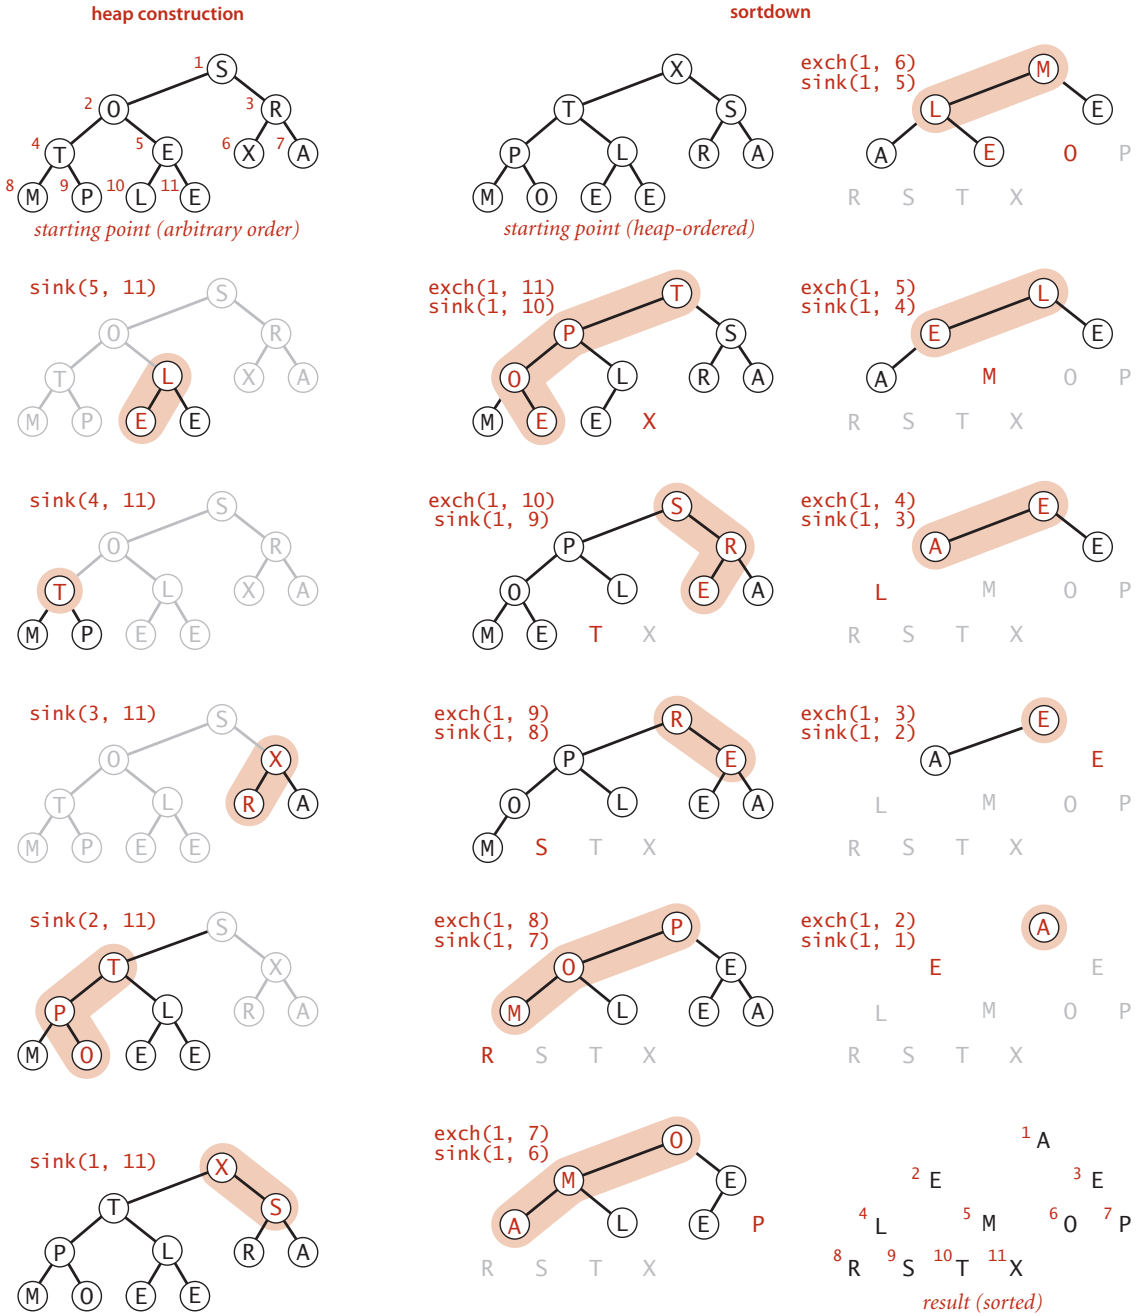 heap construction
1 S
2 O 3 R
4 T 5 E 6 X 7 A
8 M 9 P 10 L 11 E
starting point (arbitrary order)
sink(5, 11)
S
O R
T L X A
M P E E
sink(4, 11)
S
O R
T L X A
M P E E
sink(3, 11)
S
O X
T L R A
M P E E
sink(2, 11)
S
T X
P L R A
M O E E
sink(1, 11)
X
T S
P L R A
M O E E
sortdown
X
T S
P L R A
M O E E
starting point (heap-ordered)
exch(1, 11)
sink(1, 10)
T
P S
O L R A
M E E X
exch(1, 10)
sink(1, 9)
S
P R
O L E A
M E T X
exch(1, 9)
sink(1, 8)
R
P E
O L E A
M S T X
exch(1, 8)
sink(1, 7)
P
O E
M L E A
R S T X
exch(1, 7)
sink(1, 6)
O
M E
A L E P
R S T X
exch(1, 6)
sink(1, 5)
M
L E
A E O P
R S T X
exch(1, 5)
sink(1, 4)
L
E E
A M O P
R S T X
exch(1, 4)
sink(1, 3)
E
A E
L M O P
R S T X
exch(1, 3)
sink(1, 2)
E
A E
L M O P
R S T X
exch(1, 2)
sink(1, 1)
A
E E
L M O P
R S T X
1 A
2 E 3 E
4 L 5 M 6 O 7 P
8 R 9 S 10 T 11 X
result (sorted)